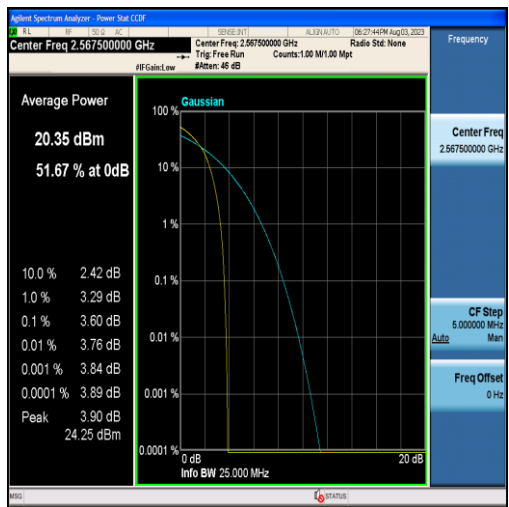 Agilent Spectrum Analyzer - Power Stat CCDF
RL RF 50 Ω AC SENSE:INT ALIGN AUTO 06:27:44 PM Aug 03, 2023
Center Freq 2.567500000 GHz
Center Freq: 2.567500000 GHz Radio Std: None
Trig: Free Run Counts:1.00 M/1.00 Mpt
#IFGain:Low #Atten: 46 dB
Frequency
Average Power
20.35 dBm
51.67 % at 0dB
10.0 % 2.42 dB
1.0 % 3.29 dB
0.1 % 3.60 dB
0.01 % 3.76 dB
0.001 % 3.84 dB
0.0001 % 3.89 dB
Peak 3.90 dB
24.25 dBm
Gaussian
100 %
10 %
1 %
0.1 %
0.01 %
0.001 %
0.0001 %
0 dB 20 dB
Info BW 25.000 MHz
Center Freq
2.567500000 GHz
CF Step
5.000000 MHz
Auto Man
Freq Offset
0 Hz
MSG STATUS